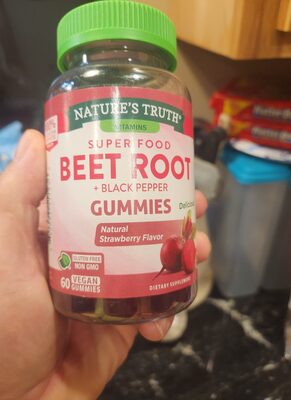 NATURE'S TRUTH®
VITAMINS
SUPER FOOD
BEET ROOT
+ BLACK PEPPER
GUMMIES
Delicious
Natural
Strawberry Flavor
GLUTEN FREE
NON GMO
60 VEGAN
GUMMIES
DIETARY SUPPLEMENT